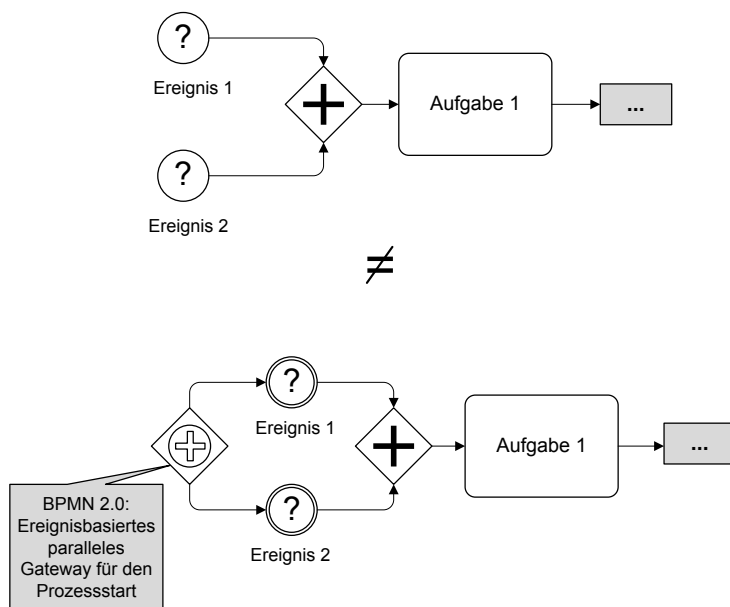 ?
Ereignis 1
Aufgabe 1
...
?
Ereignis 2
≠
?
Ereignis 1
Aufgabe 1
...
?
Ereignis 2
BPMN 2.0:
Ereignisbasiertes
paralleles
Gateway für den
Prozessstart